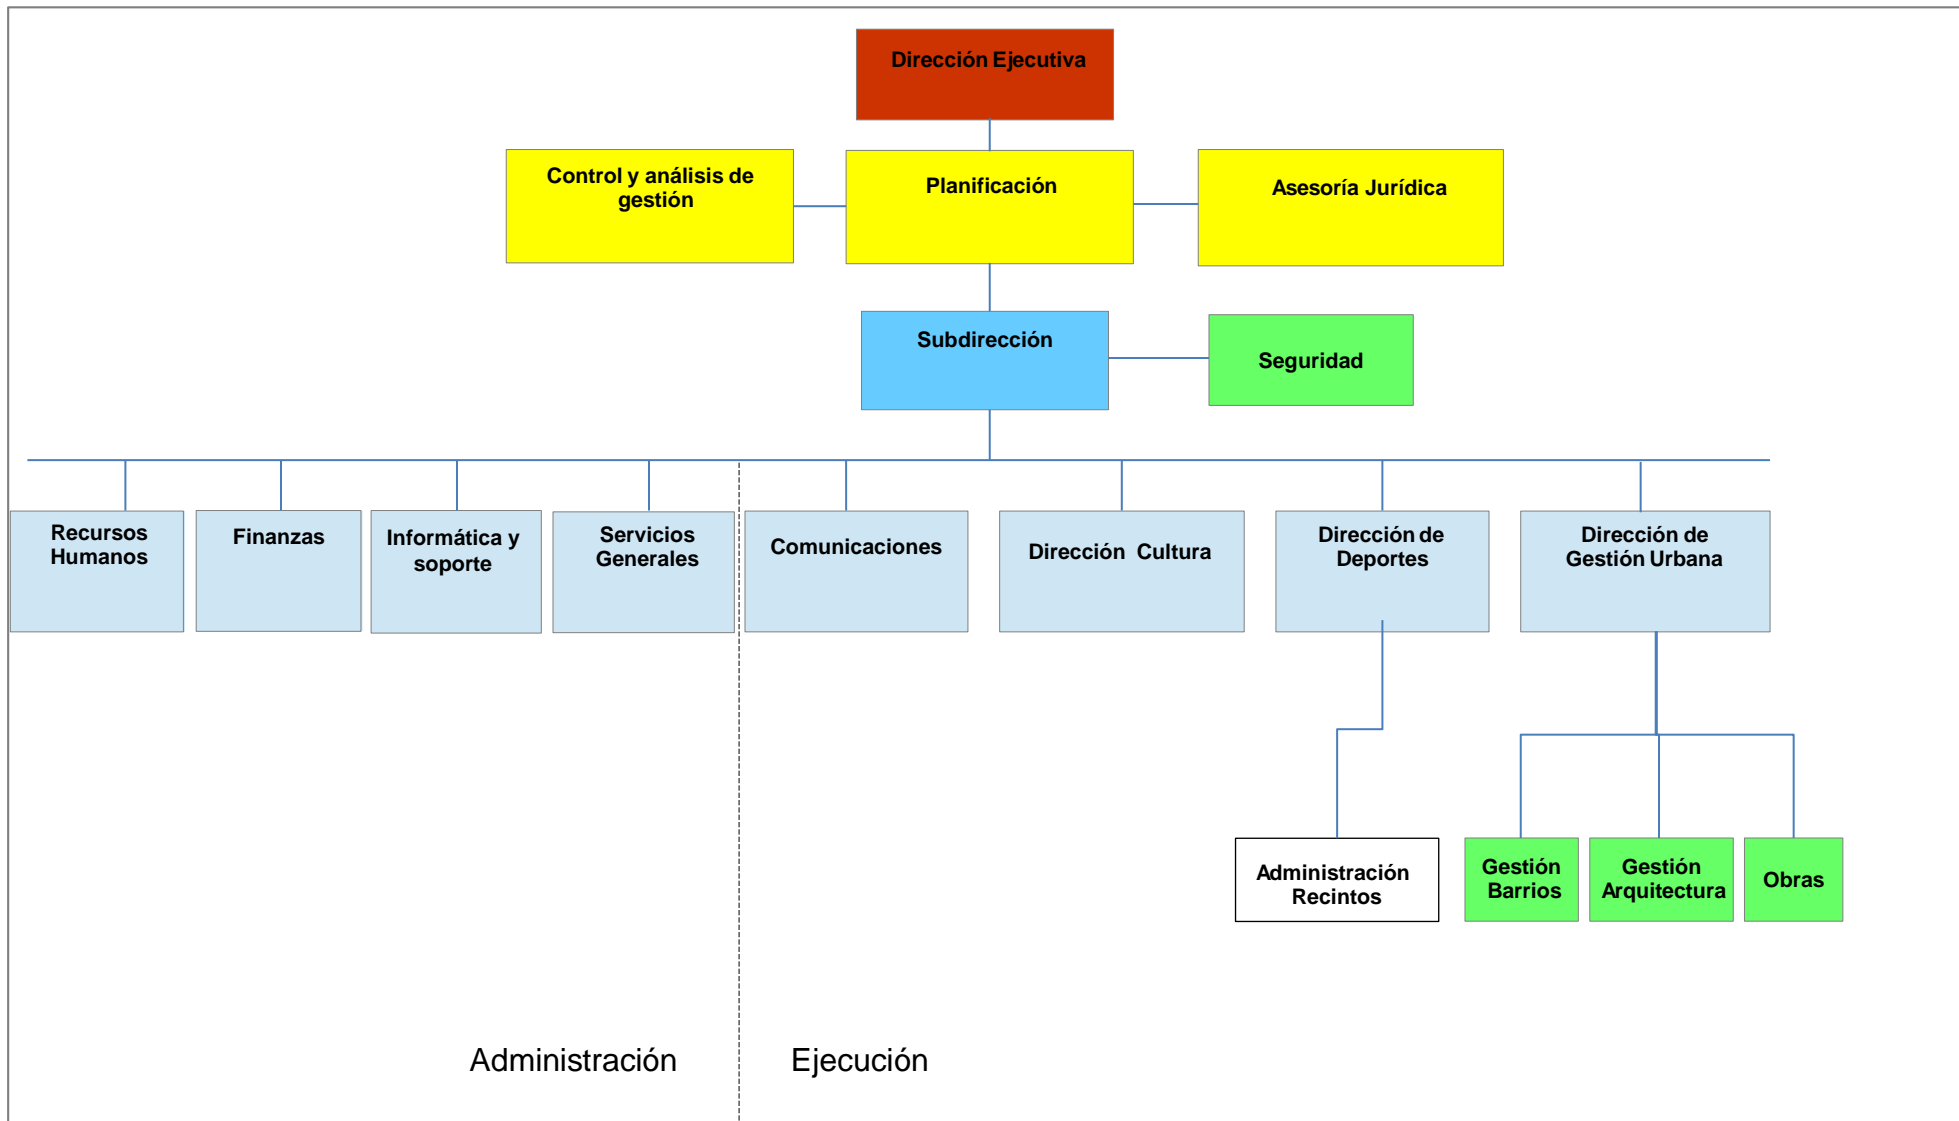 Dirección Ejecutiva
Control y análisis de
gestión
Planificación
Asesoría Jurídica
Subdirección
Seguridad
Recursos
Humanos
Finanzas
Informática y
soporte
Servicios
Generales
Comunicaciones
Dirección Cultura
Dirección de
Deportes
Dirección de
Gestión Urbana
Administración
Recintos
Gestión
Barrios
Gestión
Arquitectura
Obras
Administración
Ejecución